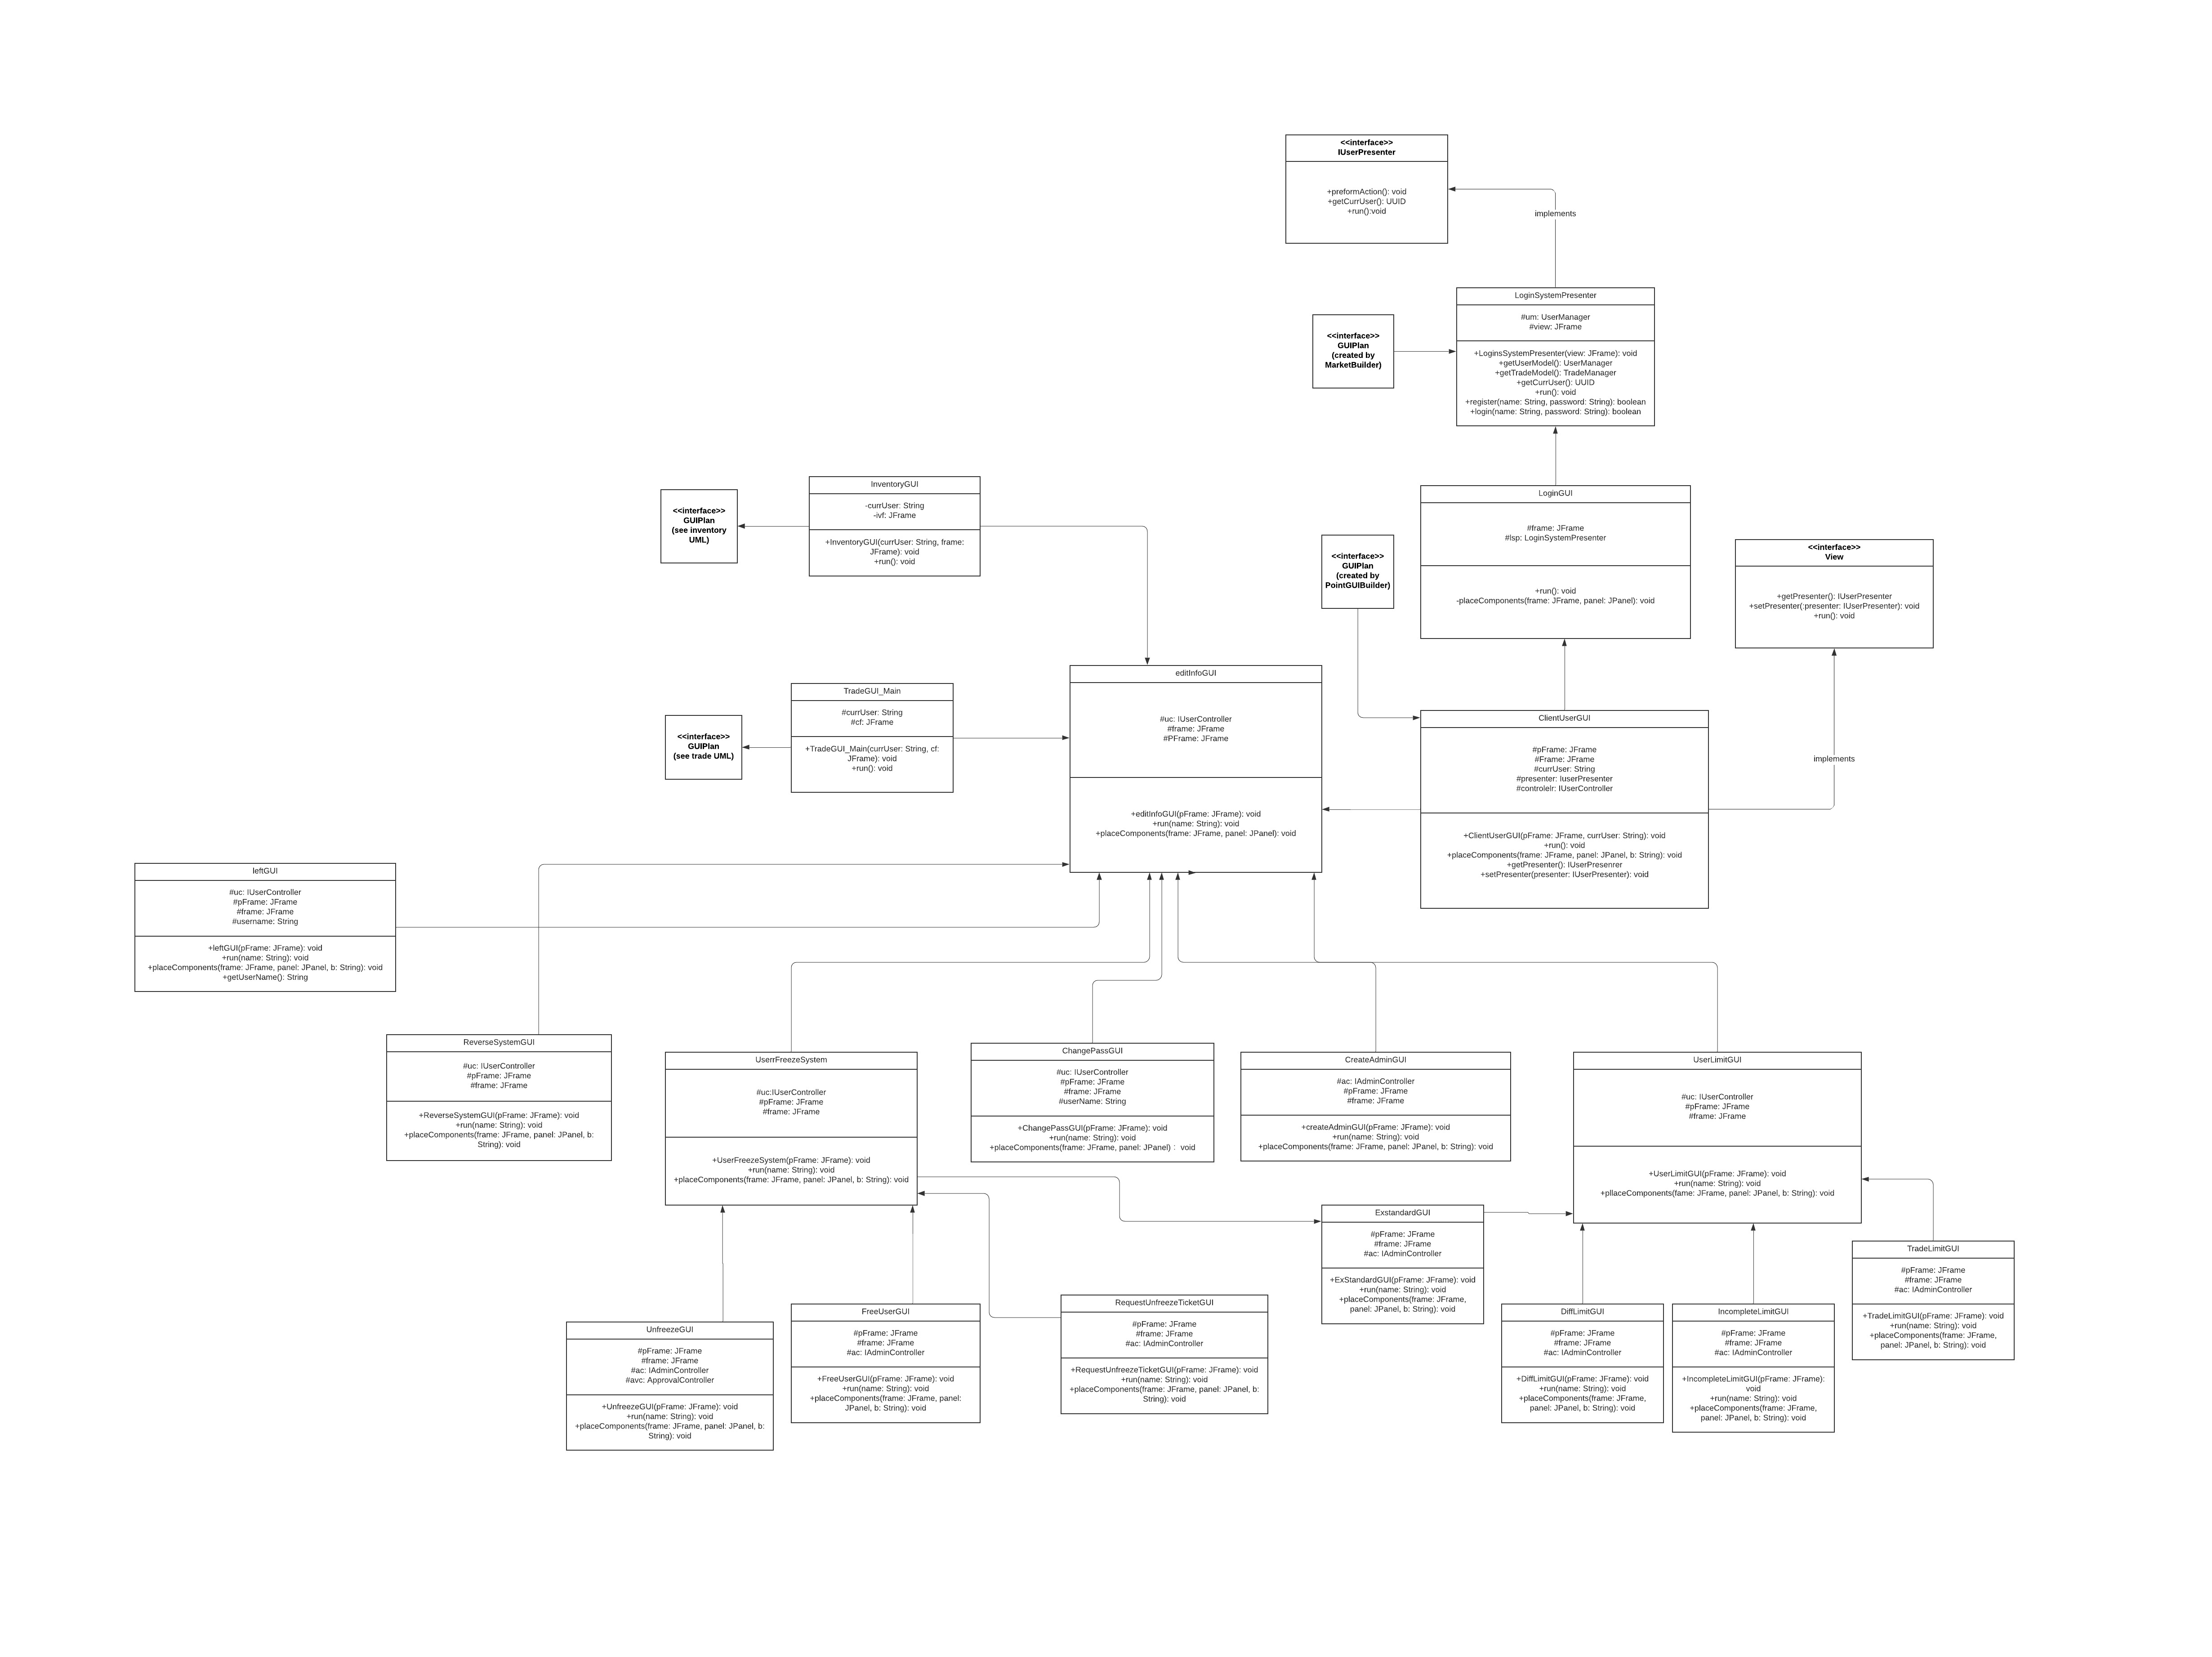 <<interface>>
IUserPresenter
+preformAction(): void
+getCurrUser(): UUID
+run():void
implements
LoginSystemPresenter
#um: UserManager
#view: JFrame
+LoginsSystemPresenter(view: JFrame): void
+getUserModel(): UserManager
+getTradeModel(): TradeManager
+getCurrUser(): UUID
+run(): void
+register(name: String, password: String): boolean
+login(name: String, password: String): boolean
<<interface>>
GUIPlan
(created by
MarketBuilder)
InventoryGUI
-currUser: String
-ivf: JFrame
+InventoryGUI(currUser: String, frame:
JFrame): void
+run(): void
<<interface>>
GUIPlan
(see inventory
UML)
LoginGUI
#frame: JFrame
#lsp: LoginSystemPresenter
+run(): void
-placeComponents(frame: JFrame, panel: JPanel): void
<<interface>>
GUIPlan
(created by
PointGUIBuilder)
<<interface>>
View
+getPresenter(): IUserPresenter
+setPresenter(:presenter: IUserPresenter): void
+run(): void
implements
editInfoGUI
#uc: IUserController
#frame: JFrame
#PFrame: JFrame
+editInfoGUI(pFrame: JFrame): void
+run(name: String): void
+placeComponents(frame: JFrame, panel: JPanel): void
TradeGUI_Main
#currUser: String
#cf: JFrame
+TradeGUI_Main(currUser: String, cf:
JFrame): void
+run(): void
<<interface>>
GUIPlan
(see trade UML)
ClientUserGUI
#pFrame: JFrame
#Frame: JFrame
#currUser: String
#presenter: IuserPresenter
#controlelr: IUserController
+ClientUserGUI(pFrame: JFrame, currUser: String): void
+run(): void
+placeComponents(frame: JFrame, panel: JPanel, b: String): void
+getPresenter(): IUserPresenrer
+setPresenter(presenter: IUserPresenter): void
leftGUI
#uc: IUserController
#pFrame: JFrame
#frame: JFrame
#username: String
+leftGUI(pFrame: JFrame): void
+run(name: String): void
+placeComponents(frame: JFrame, panel: JPanel, b: String): void
+getUserName(): String
ReverseSystemGUI
#uc: IUserController
#pFrame: JFrame
#frame: JFrame
+ReverseSystemGUI(pFrame: JFrame): void
+run(name: String): void
+placeComponents(frame: JFrame, panel: JPanel, b:
String): void
UserrFreezeSystem
#uc:IUserController
#pFrame: JFrame
#frame: JFrame
+UserFreezeSystem(pFrame: JFrame): void
+run(name: String): void
+placeComponents(frame: JFrame, panel: JPanel, b: String): void
ChangePassGUI
#uc: IUserController
#pFrame: JFrame
#frame: JFrame
#userName: String
+ChangePassGUI(pFrame: JFrame): void
+run(name: String): void
+placeComponents(frame: JFrame, panel: JPanel)： void
CreateAdminGUI
#ac: IAdminController
#pFrame: JFrame
#frame: JFrame
+createAdminGUI(pFrame: JFrame): void
+run(name: String): void
+placeComponents(frame: JFrame, panel: JPanel, b: String): void
UserLimitGUI
#uc: IUserController
#pFrame: JFrame
#frame: JFrame
+UserLimitGUI(pFrame: JFrame): void
+run(name: String): void
+pllaceComponents(fame: JFrame, panel: JPanel, b: String): void
ExstandardGUI
#pFrame: JFrame
#frame: JFrame
#ac: IAdminController
+ExStandardGUI(pFrame: JFrame): void
+run(name: String): void
+placeComponents(frame: JFrame,
panel: JPanel, b: String): void
TradeLimitGUI
#pFrame: JFrame
#frame: JFrame
#ac: IAdminController
+TradeLimitGUI(pFrame: JFrame): void
+run(name: String): void
+placeComponents(frame: JFrame,
panel: JPanel, b: String): void
UnfreezeGUI
#pFrame: JFrame
#frame: JFrame
#ac: IAdminController
#avc: ApprovalController
+UnfreezeGUI(pFrame: JFrame): void
+run(name: String): void
+placeComponents(frame: JFrame, panel: JPanel, b:
String): void
FreeUserGUI
#pFrame: JFrame
#frame: JFrame
#ac: IAdminController
+FreeUserGUI(pFrame: JFrame): void
+run(name: String): void
+placeComponents(frame: JFrame, panel:
JPanel, b: String): void
RequestUnfreezeTicketGUI
#pFrame: JFrame
#frame: JFrame
#ac: IAdminController
+RequestUnfreezeTicketGUI(pFrame: JFrame): void
+run(name: String): void
+placeComponents(frame: JFrame, panel: JPanel, b:
String): void
DiffLimitGUI
#pFrame: JFrame
#frame: JFrame
#ac: IAdminController
+DiffLimitGUI(pFrame: JFrame): void
+run(name: String): void
+placeComponents(frame: JFrame,
panel: JPanel, b: String): void
IncompleteLimitGUI
#pFrame: JFrame
#frame: JFrame
#ac: IAdminController
+IncompleteLimitGUI(pFrame: JFrame):
void
+run(name: String): void
+placeComponents(frame: JFrame,
panel: JPanel, b: String): void